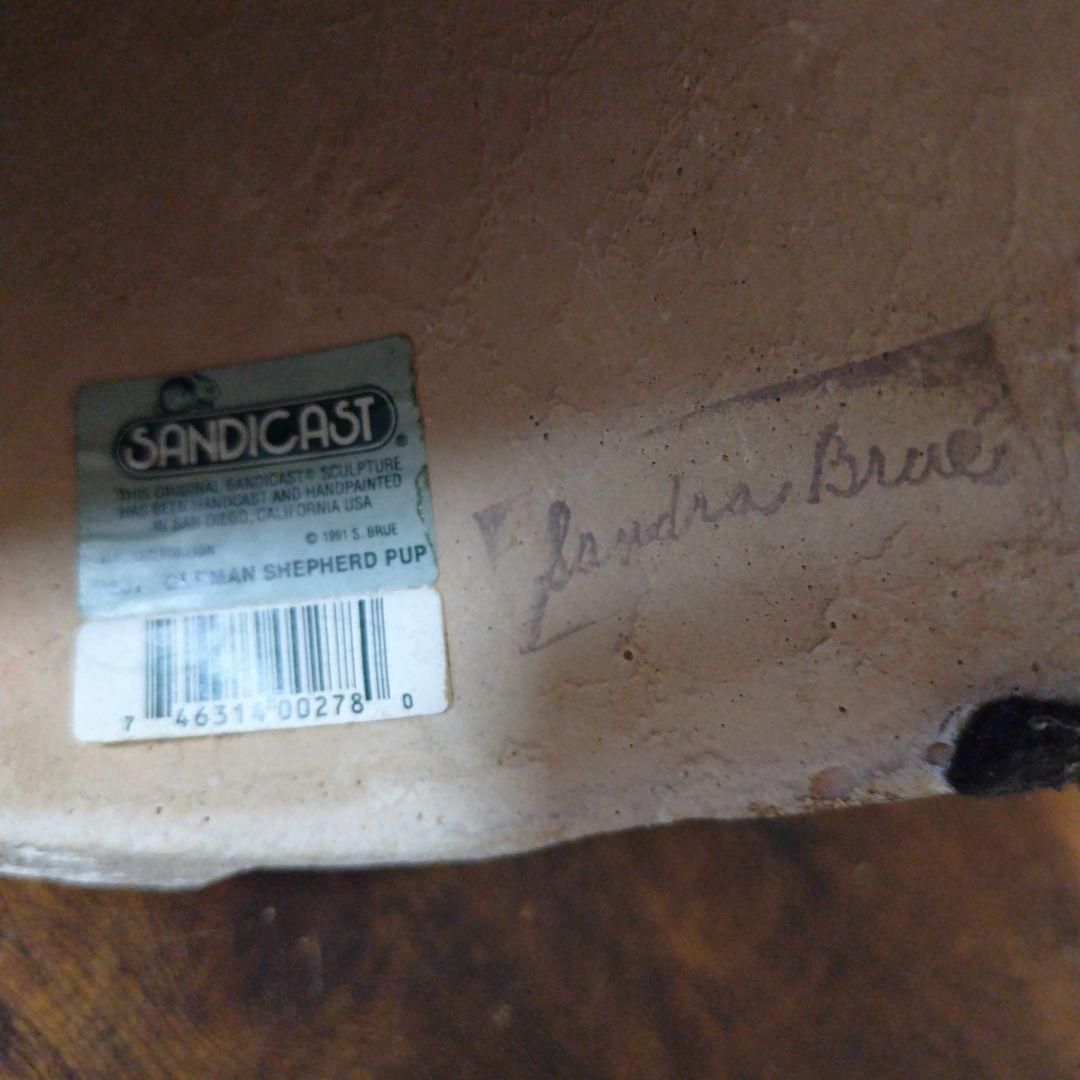 SANDICAST®
THIS ORIGINAL SANDICAST® SCULPTURE
HAS BEEN HANDCAST AND HANDPAINTED
IN SAN DIEGO, CALIFORNIA USA
© 1991 S. BRUE
GERMAN SHEPHERD PUP
7 46314 00278 0
Sandra Brue